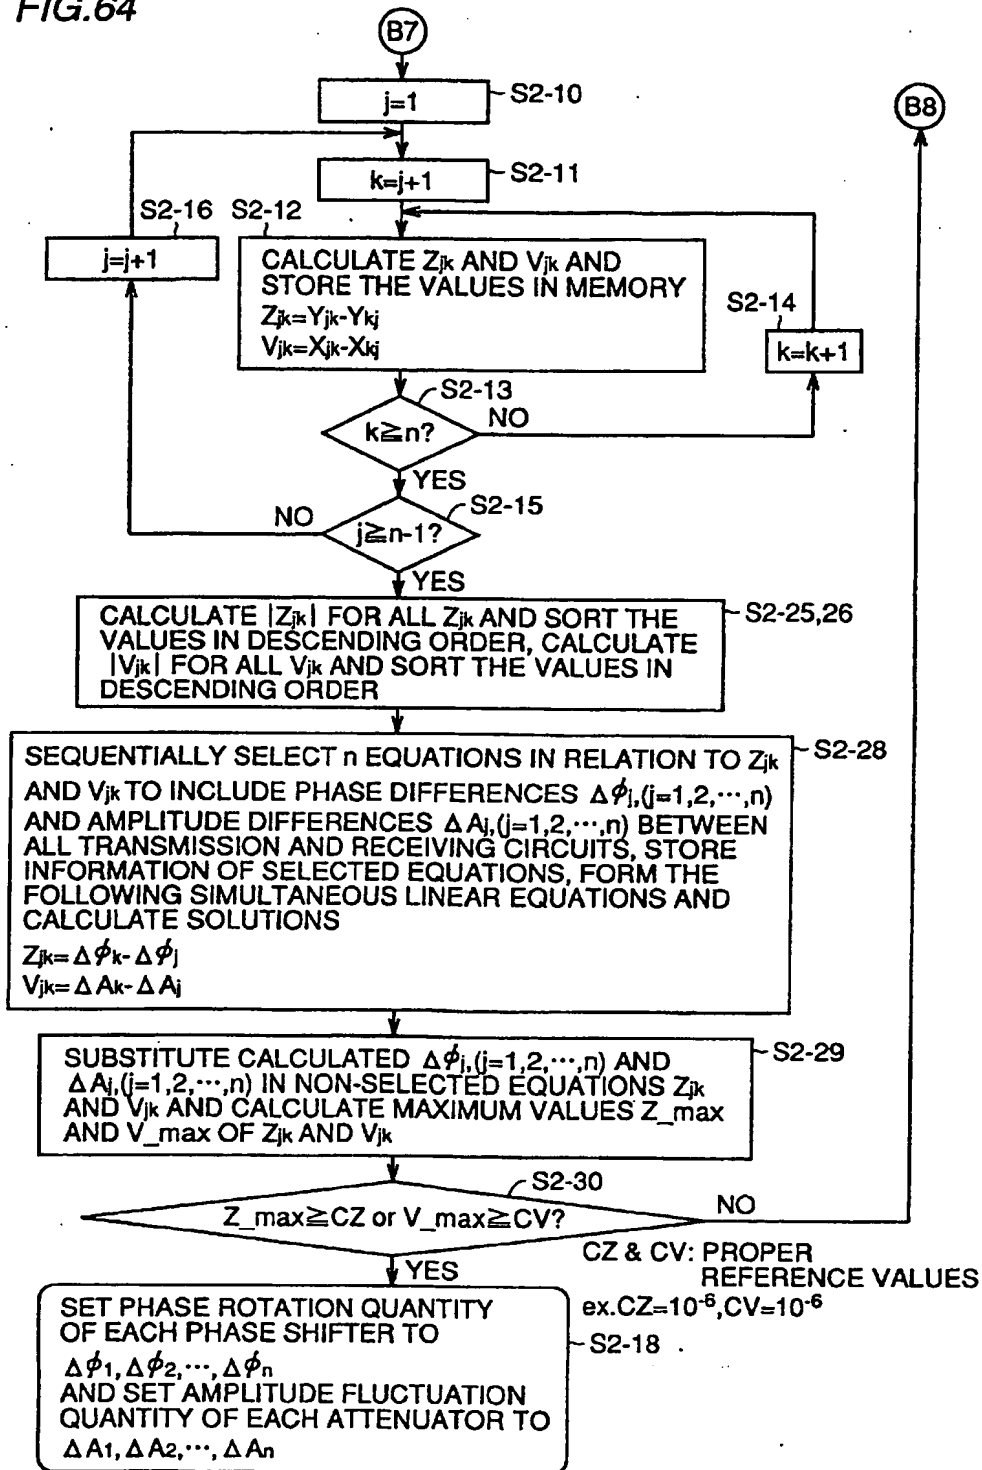 FIG.64
B7
j=1
S2-10
B8
k=j+1
S2-11
S2-16
S2-12
j=j+1
CALCULATE Zjk AND Vjk AND
STORE THE VALUES IN MEMORY
Zjk=Yjk-Ykj
Vjk=Xjk-Xkj
S2-14
k=k+1
S2-13
k≧n?
NO
YES
S2-15
NO
j≧n-1?
YES
CALCULATE |Zjk| FOR ALL Zjk AND SORT THE
VALUES IN DESCENDING ORDER, CALCULATE
|Vjk| FOR ALL Vjk AND SORT THE VALUES IN
DESCENDING ORDER
S2-25,26
SEQUENTIALLY SELECT n EQUATIONS IN RELATION TO Zjk
AND Vjk TO INCLUDE PHASE DIFFERENCES Δϕj,(j=1,2,···,n)
AND AMPLITUDE DIFFERENCES ΔAj,(j=1,2,···,n) BETWEEN
ALL TRANSMISSION AND RECEIVING CIRCUITS, STORE
INFORMATION OF SELECTED EQUATIONS, FORM THE
FOLLOWING SIMULTANEOUS LINEAR EQUATIONS AND
CALCULATE SOLUTIONS
Zjk=Δϕk-Δϕj
Vjk=ΔAk-ΔAj
S2-28
SUBSTITUTE CALCULATED Δϕj,(j=1,2,···,n) AND
ΔAj,(j=1,2,···,n) IN NON-SELECTED EQUATIONS Zjk
AND Vjk AND CALCULATE MAXIMUM VALUES Z_max
AND V_max OF Zjk AND Vjk
S2-29
S2-30
Z_max≧CZ or V_max≧CV?
NO
YES
CZ & CV: PROPER
REFERENCE VALUES
ex.CZ=10⁻⁶,CV=10⁻⁶
SET PHASE ROTATION QUANTITY
OF EACH PHASE SHIFTER TO
Δϕ1,Δϕ2,···,Δϕn
AND SET AMPLITUDE FLUCTUATION
QUANTITY OF EACH ATTENUATOR TO
ΔA1,ΔA2,···,ΔAn
S2-18